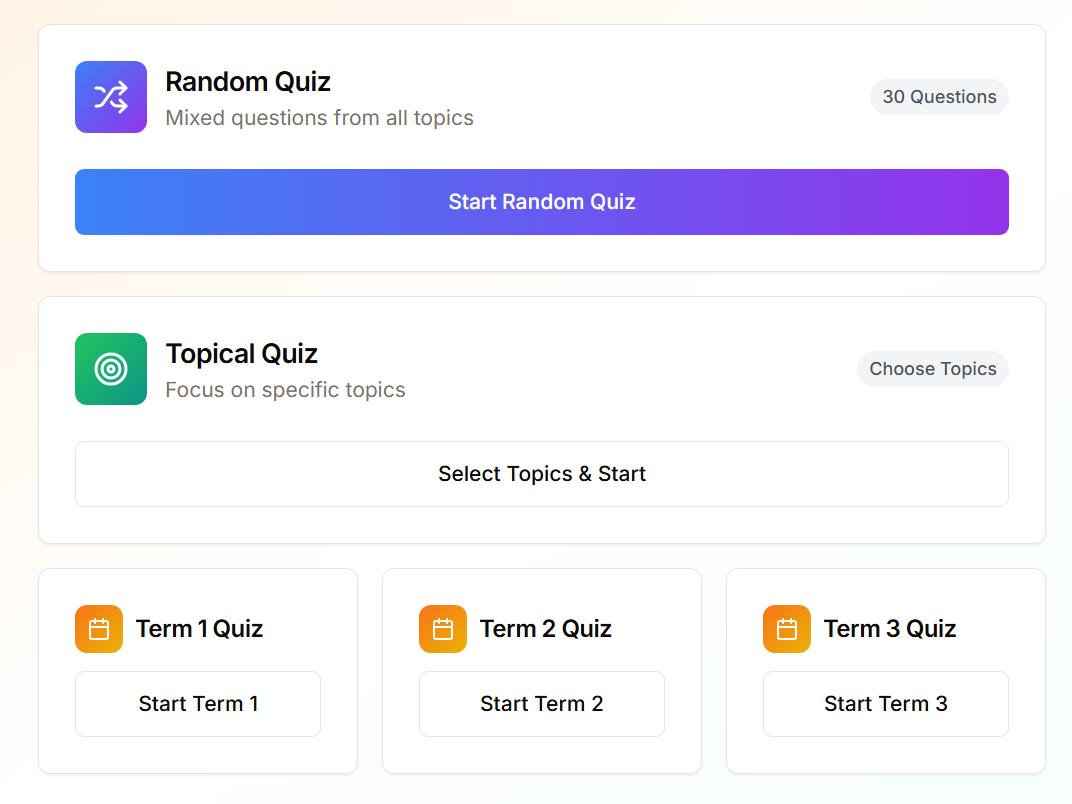 Random Quiz
Mixed questions from all topics
30 Questions
Start Random Quiz
Topical Quiz
Focus on specific topics
Choose Topics
Select Topics & Start
Term 1 Quiz
Start Term 1
Term 2 Quiz
Start Term 2
Term 3 Quiz
Start Term 3